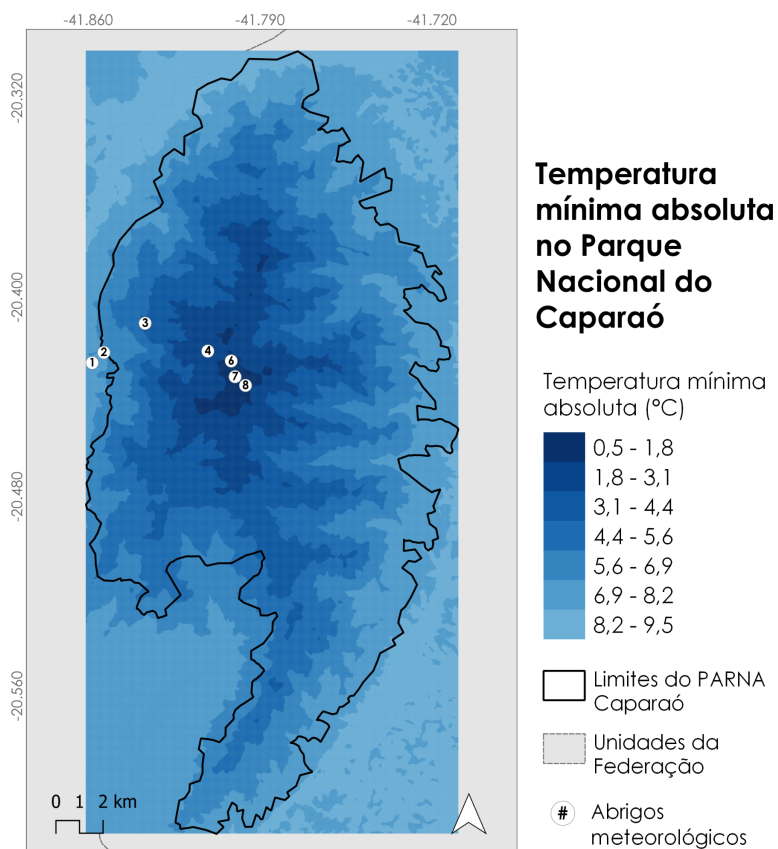 -41.860 -41.790 -41.720
-20.320
-20.400
-20.480
-20.560
3
2
1
4
6
7
8
0 1 2 km
Temperatura
mínima absoluta
no Parque
Nacional do
Caparaó
Temperatura mínima
absoluta (°C)
0,5 - 1,8
1,8 - 3,1
3,1 - 4,4
4,4 - 5,6
5,6 - 6,9
6,9 - 8,2
8,2 - 9,5
Limites do PARNA
Caparaó
Unidades da
Federação
# Abrigos
meteorológicos